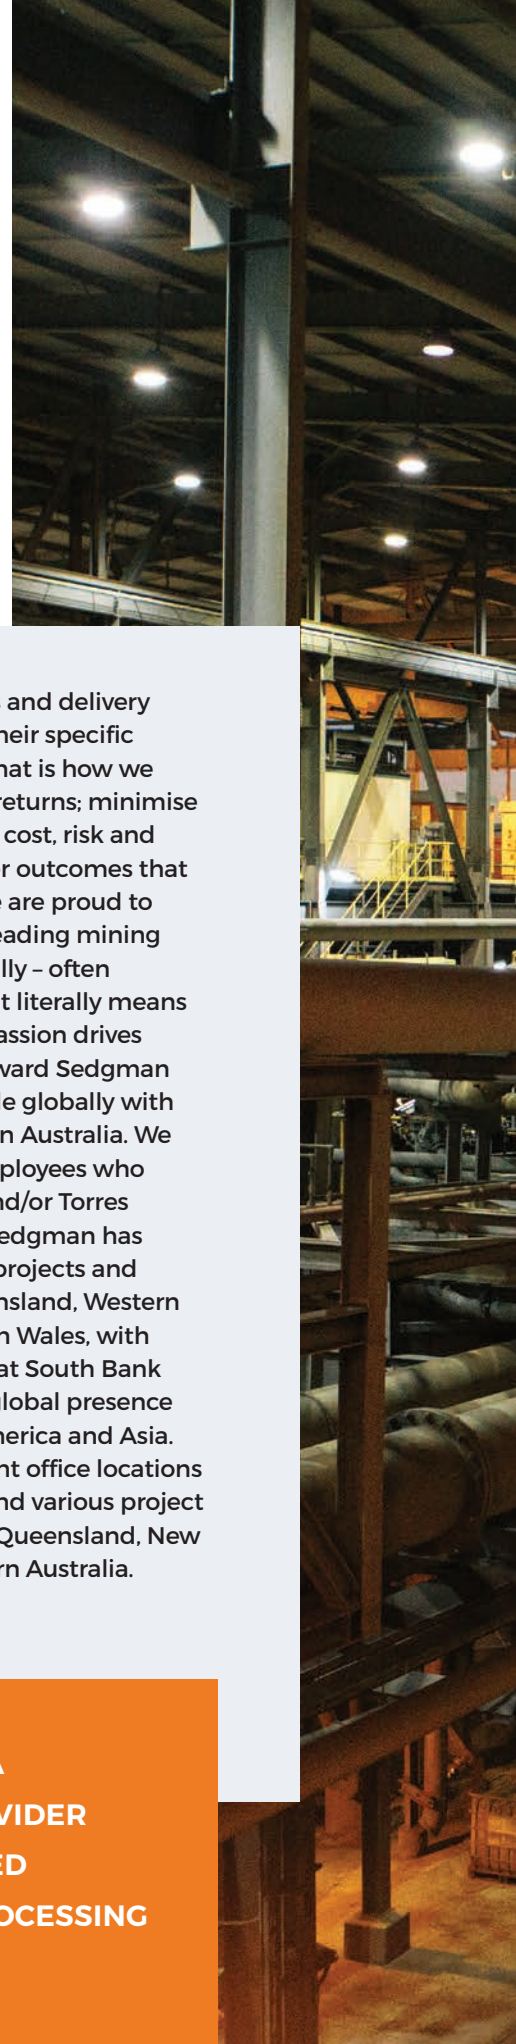 and delivery
heir specific
hat is how we
returns; minimise
cost, risk and
r outcomes that
are proud to
eading mining
lly – often
t literally means
assion drives
ward Sedgman
le globally with
n Australia. We
ployees who
nd/or Torres
edgman has
projects and
nsland, Western
n Wales, with
at South Bank
global presence
nerica and Asia.
nt office locations
nd various project
Queensland, New
rn Australia.
A
VIDER
ED
OCESSING